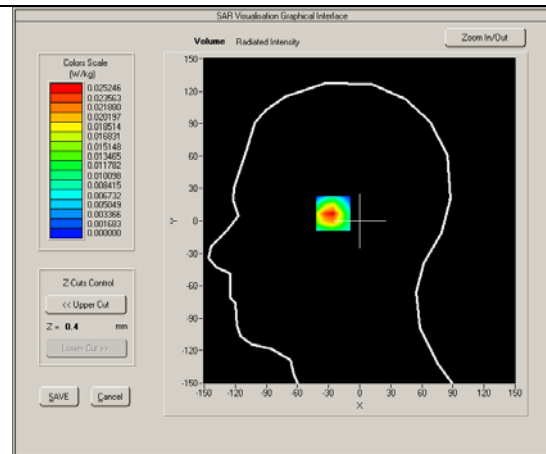 SAR Visualisation Graphical Interface
Volume Radiated Intensity
Zoom In/Out
Colors Scale
(W/kg)
0.025246
0.023563
0.021880
0.020197
0.018514
0.016831
0.015148
0.013465
0.011782
0.010098
0.008415
0.006732
0.005049
0.003366
0.001683
0.000000
Z-Cuts Control
<< Upper Cut
Z = 0.4 mm
Lower Cut >>
SAVE Cancel
150
120
90
60
30
0
-30
-60
-90
-120
-150
Y
-150 -120 -90 -60 -30 0 30 60 90 120 150
X